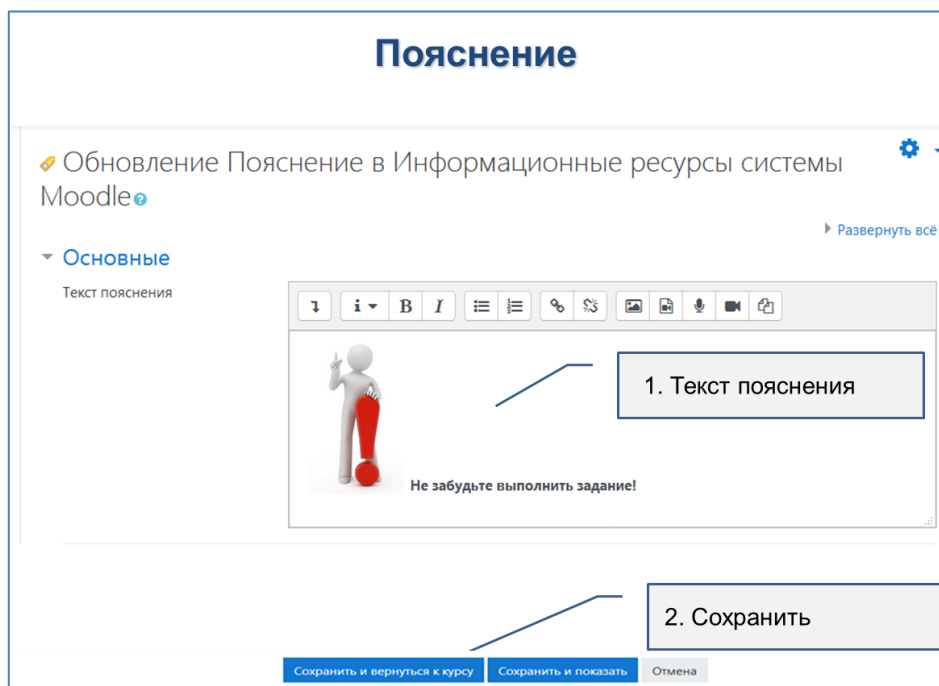 Пояснение
Обновление Пояснение в Информационные ресурсы системы
Moodle
Развернуть всё
Основные
Текст пояснения
i B I
1. Текст пояснения
Не забудьте выполнить задание!
2. Сохранить
Сохранить и вернуться к курсу Сохранить и показать Отмена